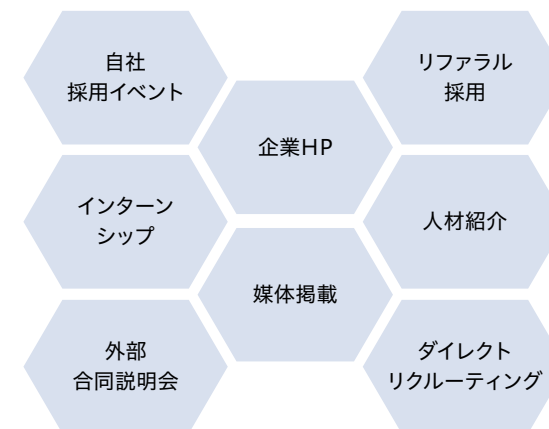 自社
採用イベント
リファラル
採用
企業HP
インターン
シップ
人材紹介
媒体掲載
外部
合同説明会
ダイレクト
リクルーティング